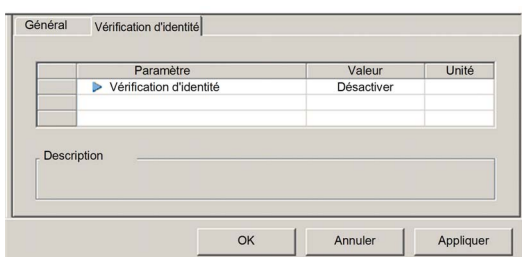 Général Vérification d'identité
Paramètre Valeur Unité
Vérification d'identité Désactiver
Description
OK Annuler Appliquer